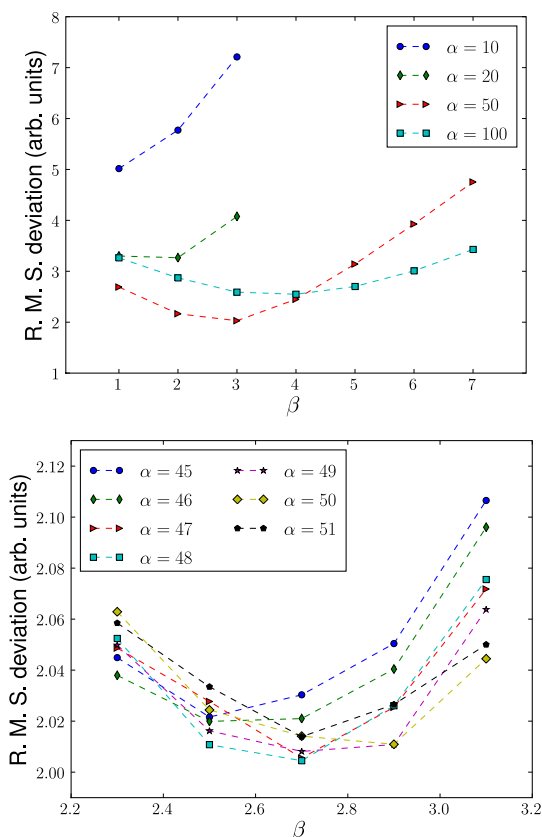 R. M. S. deviation (arb. units)
8
7
6
5
4
3
2
1
α = 10
α = 20
α = 50
α = 100
1 2 3 4 5 6 7
β
R. M. S. deviation (arb. units)
2.12
2.10
2.08
2.06
2.04
2.02
2.00
α = 45
α = 46
α = 47
α = 48
α = 49
α = 50
α = 51
2.2 2.4 2.6 2.8 3.0 3.2
β